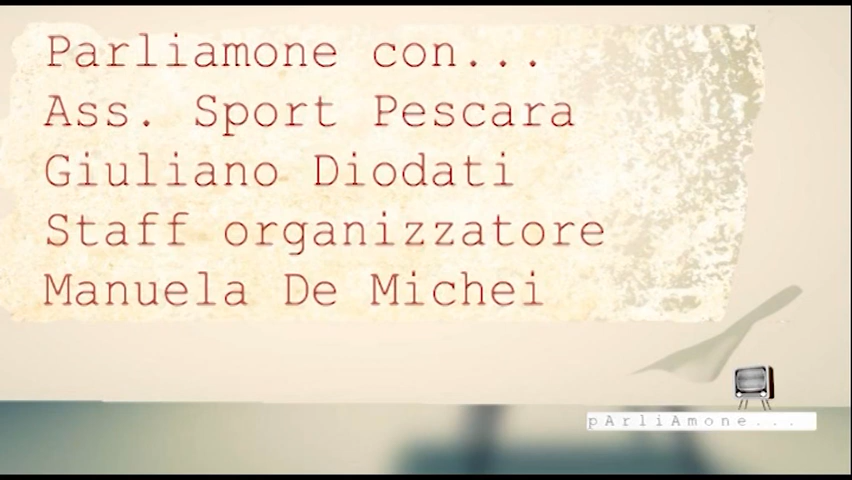 Parliamone con...
Ass. Sport Pescara
Giuliano Diodati
Staff organizzatore
Manuela De Michei
pArliAmone...